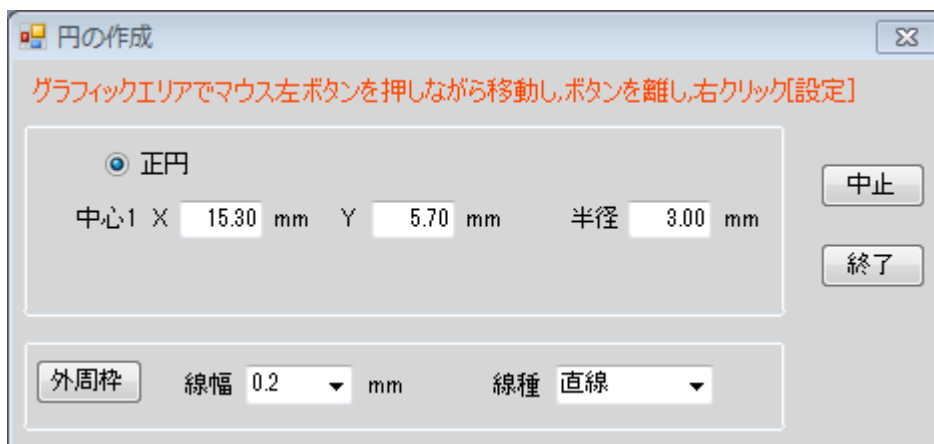 円の作成
グラフィックエリアでマウス左ボタンを押しながら移動し,ボタンを離し,右クリック[設定]
正円
中心1 X 15.30 mm Y 5.70 mm 半径 3.00 mm
中止
終了
外周枠 線幅 0.2 mm 線種 直線